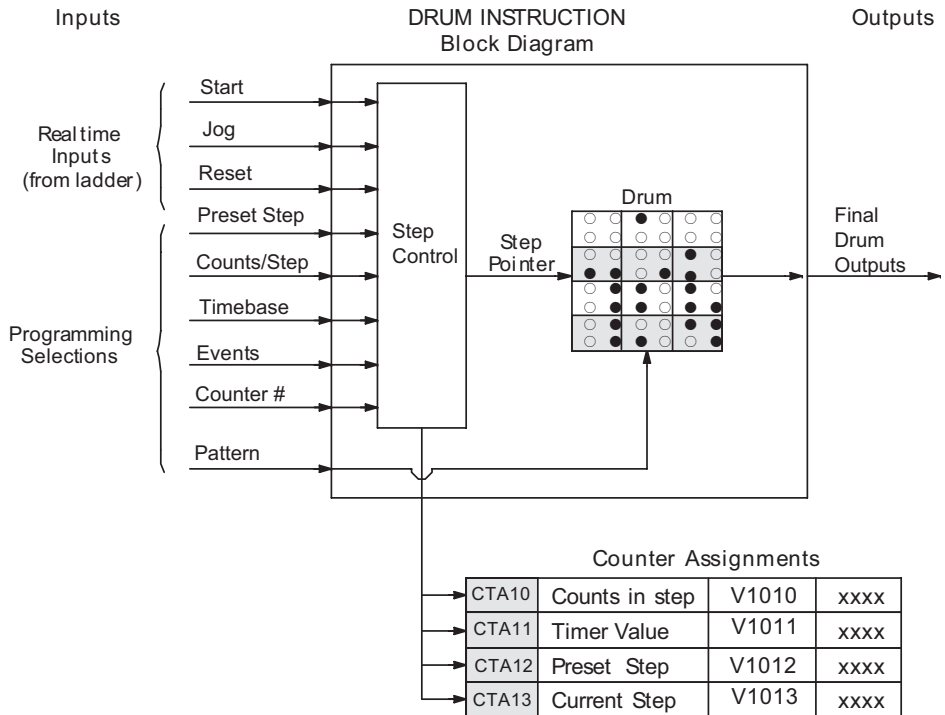 Inputs
DRUM INSTRUCTION
Block Diagram
Outputs
Start
Jog
Reset
Real time
Inputs
(from ladder)
Preset Step
Counts/Step
Timebase
Events
Counter #
Pattern
Programming
Selections
Step
Control
Step
Pointer
Drum
Final
Drum
Outputs
Counter Assignments
CTA10 Counts in step V1010 xxxx
CTA11 Timer Value V1011 xxxx
CTA12 Preset Step V1012 xxxx
CTA13 Current Step V1013 xxxx